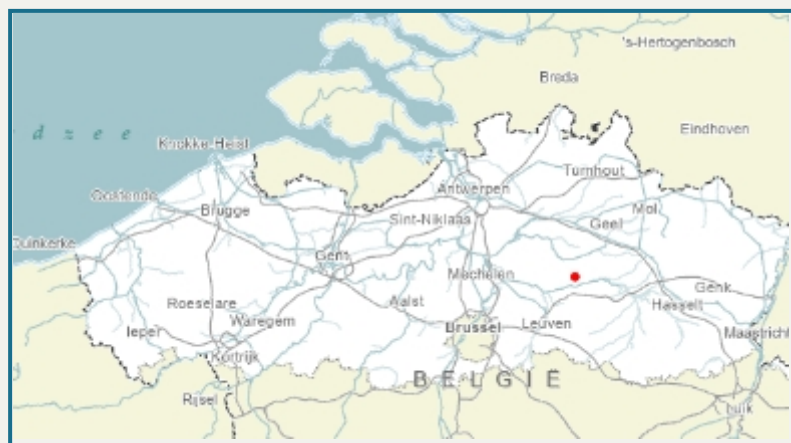 's-Hertogenbosch
Breda
dzee
Eindhoven
Knokke-Heist
Turnhout
Antwerpen
Oostende
Mol
Brugge
Sint-Niklaas
Geel
Duinkerke
Gent
Mechelen
Genk
Roeselare
Aalst
Hasselt
Ieper
Waregem
Brussel
Leuven
Maastricht
Kortrijk
BELGIË
Rijsel
Luik